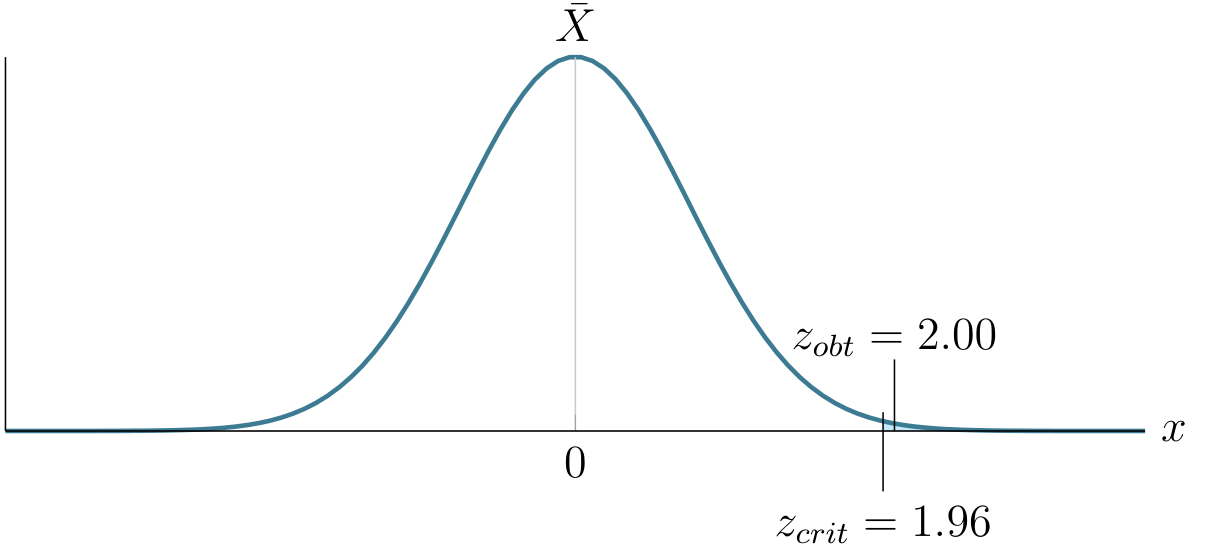 X̄
z_obt = 2.00
x
0
z_crit = 1.96